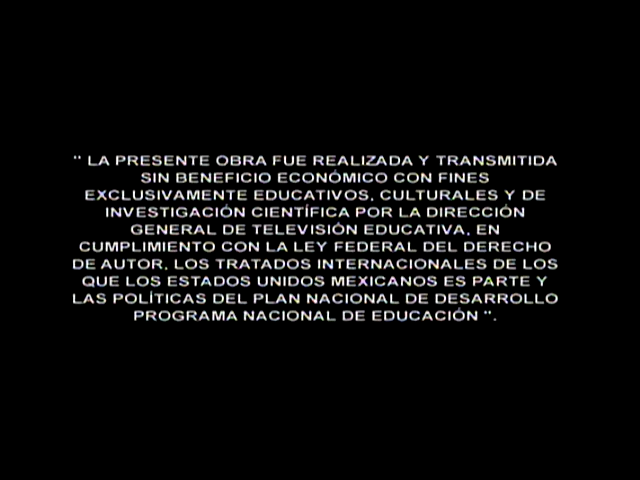 " LA PRESENTE OBRA FUE REALIZADA Y TRANSMITIDA
SIN BENEFICIO ECONÓMICO CON FINES
EXCLUSIVAMENTE EDUCATIVOS, CULTURALES Y DE
INVESTIGACIÓN CIENTÍFICA POR LA DIRECCIÓN
GENERAL DE TELEVISIÓN EDUCATIVA, EN
CUMPLIMIENTO CON LA LEY FEDERAL DEL DERECHO
DE AUTOR, LOS TRATADOS INTERNACIONALES DE LOS
QUE LOS ESTADOS UNIDOS MEXICANOS ES PARTE Y
LAS POLÍTICAS DEL PLAN NACIONAL DE DESARROLLO
PROGRAMA NACIONAL DE EDUCACIÓN ".